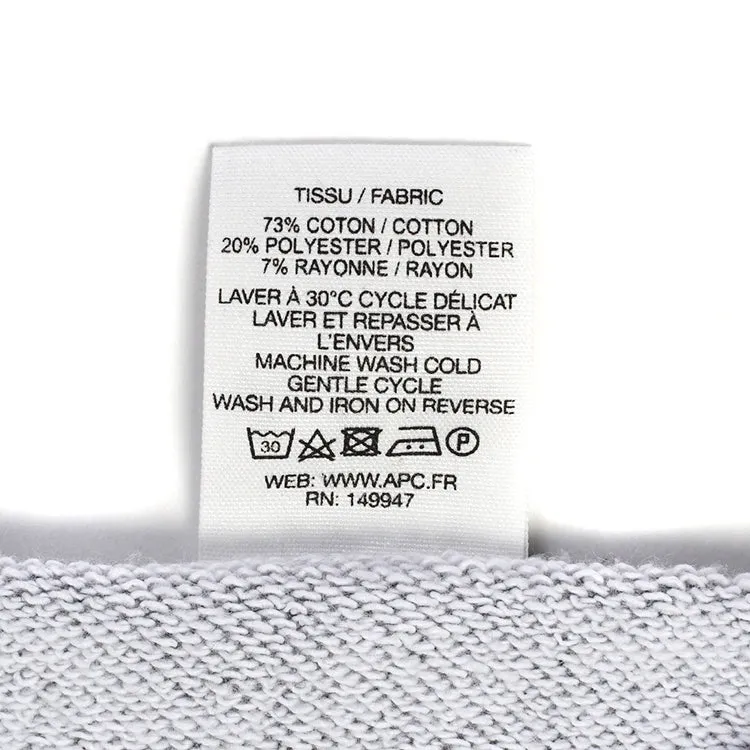 TISSU / FABRIC
73% COTON / COTTON
20% POLYESTER / POLYESTER
7% RAYONNE / RAYON
LAVER À 30°C CYCLE DÉLICAT
LAVER ET REPASSER À
L'ENVERS
MACHINE WASH COLD
GENTLE CYCLE
WASH AND IRON ON REVERSE
30 P
WEB: WWW.APC.FR
RN: 149947